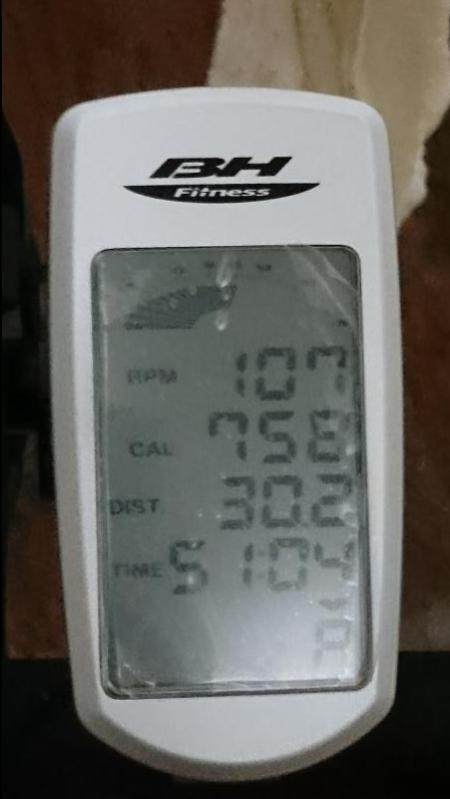 BH
Fitness
RPM 107
CAL 758
DIST 30.2
TIME 51:04